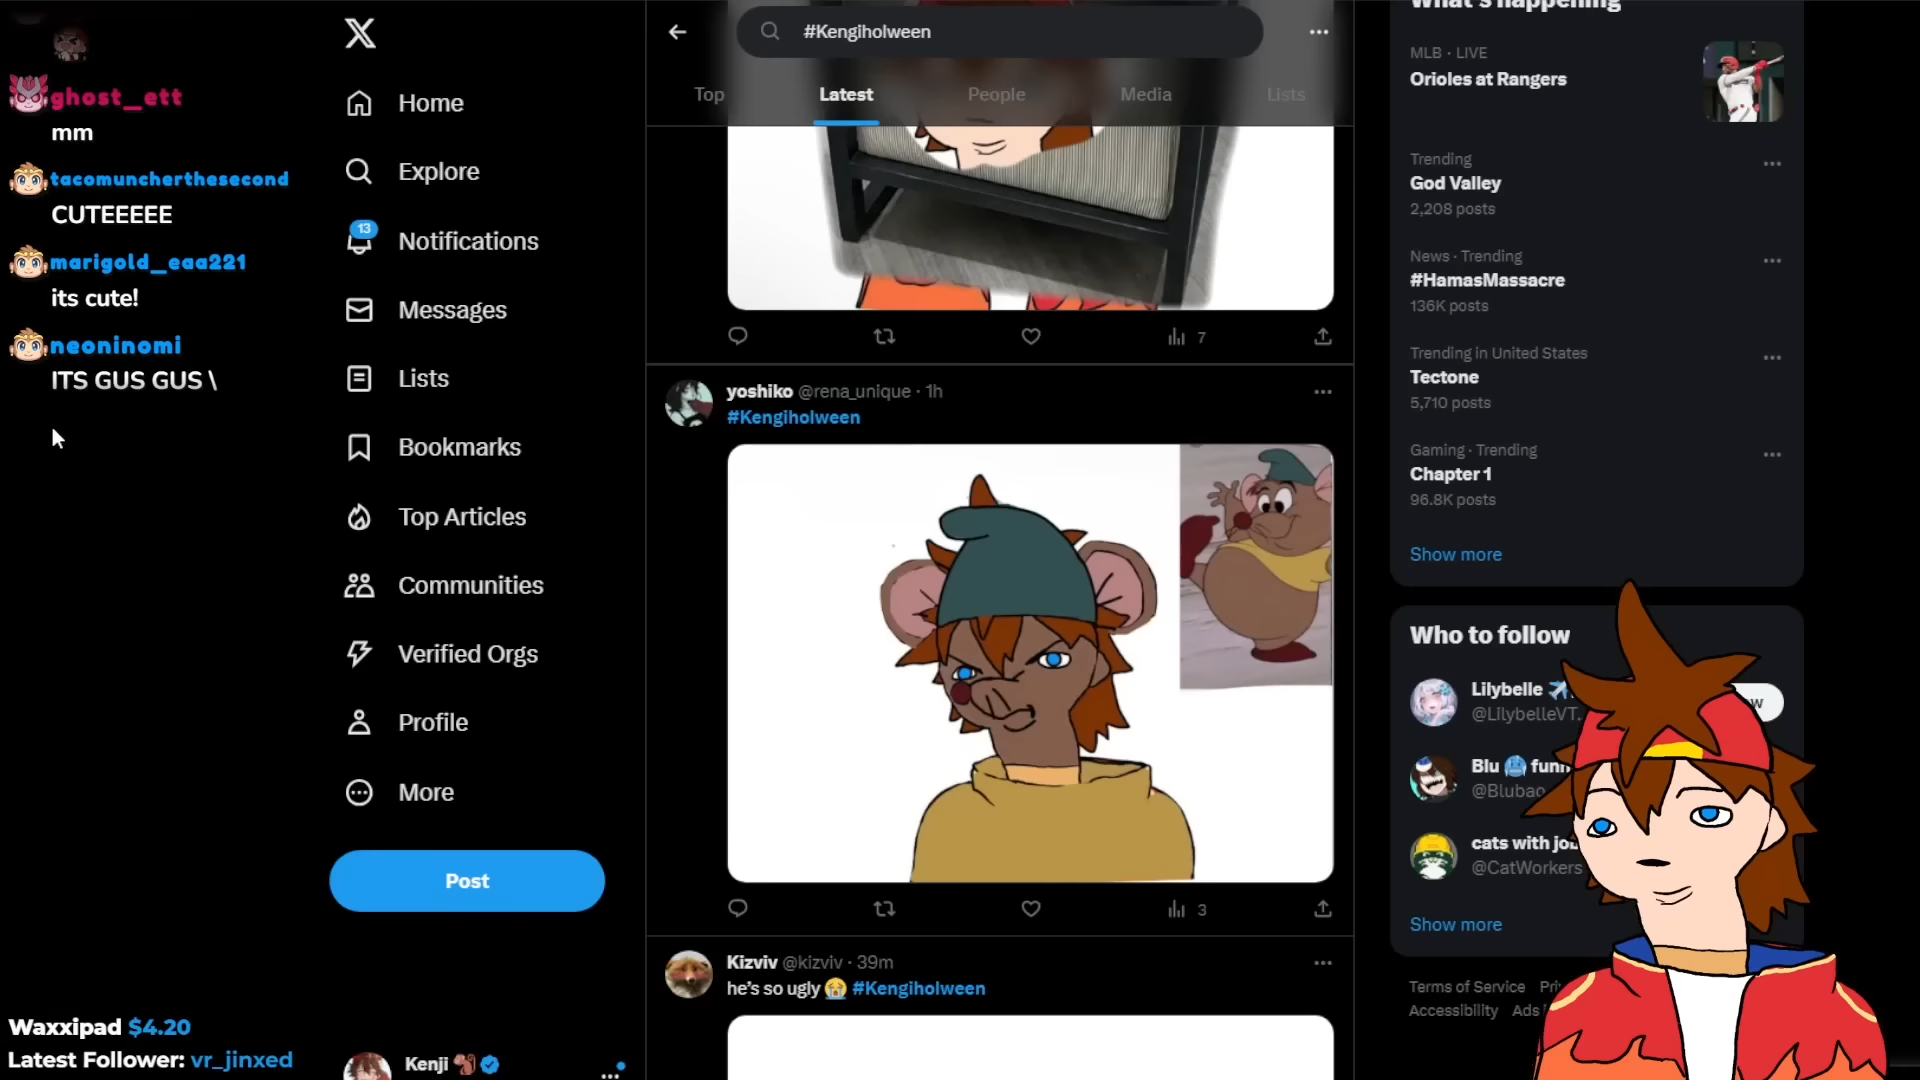 ghost_ett
mm
tacomuncherthesecond
CUTEEEEE
marigold_eaa221
its cute!
neoninomi
ITS GUS GUS \
Waxxipad $4.20
Latest Follower: vr_jinxed
X
Home
Explore
13
Notifications
Messages
Lists
Bookmarks
Top Articles
Communities
Verified Orgs
Profile
More
Post
Kenji
#Kengiholween
Top
Latest
People
Media
Lists
7
yoshiko @rena_unique · 1h
#Kengiholween
3
Kizviv @kizviv · 39m
he's so ugly 😭 #Kengiholween
What's happening
MLB · LIVE
Orioles at Rangers
Trending
God Valley
2,208 posts
News · Trending
#HamasMassacre
136K posts
Trending in United States
Tectone
5,710 posts
Gaming · Trending
Chapter 1
96.8K posts
Show more
Who to follow
Lilybelle
@LilybelleVT.
Blu 🥶
@Blubao
cats with
@CatWorkers
Show more
Terms of Service
Accessibility Ads